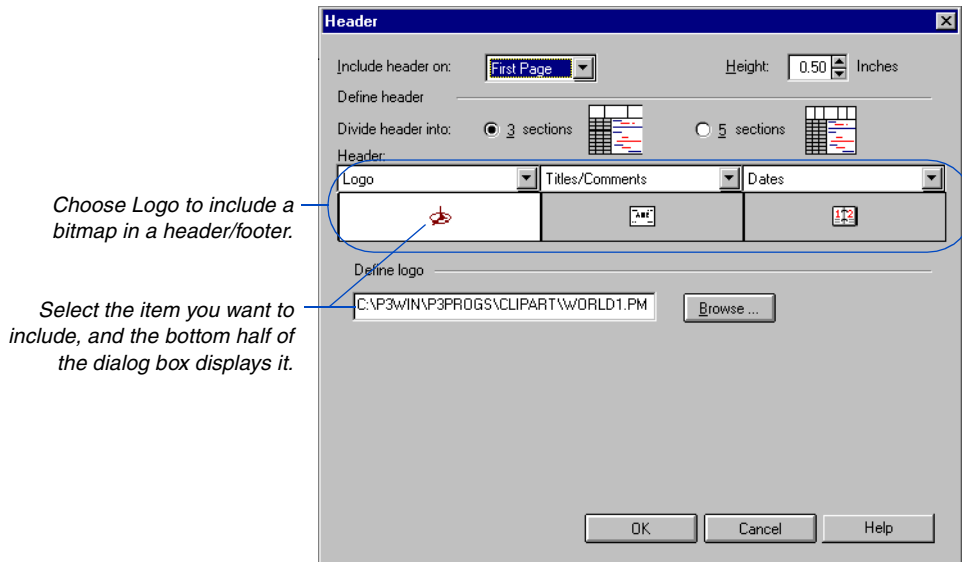 Header
Include header on: First Page Height: 0.50 Inches
Define header
Divide header into: 3 sections 5 sections
Header:
Logo Titles/Comments Dates
Choose Logo to include a
bitmap in a header/footer.
Define logo
C:\P3WIN\P3PROGS\CLIPART\WORLD1.PM Browse ...
Select the item you want to
include, and the bottom half of
the dialog box displays it.
OK Cancel Help